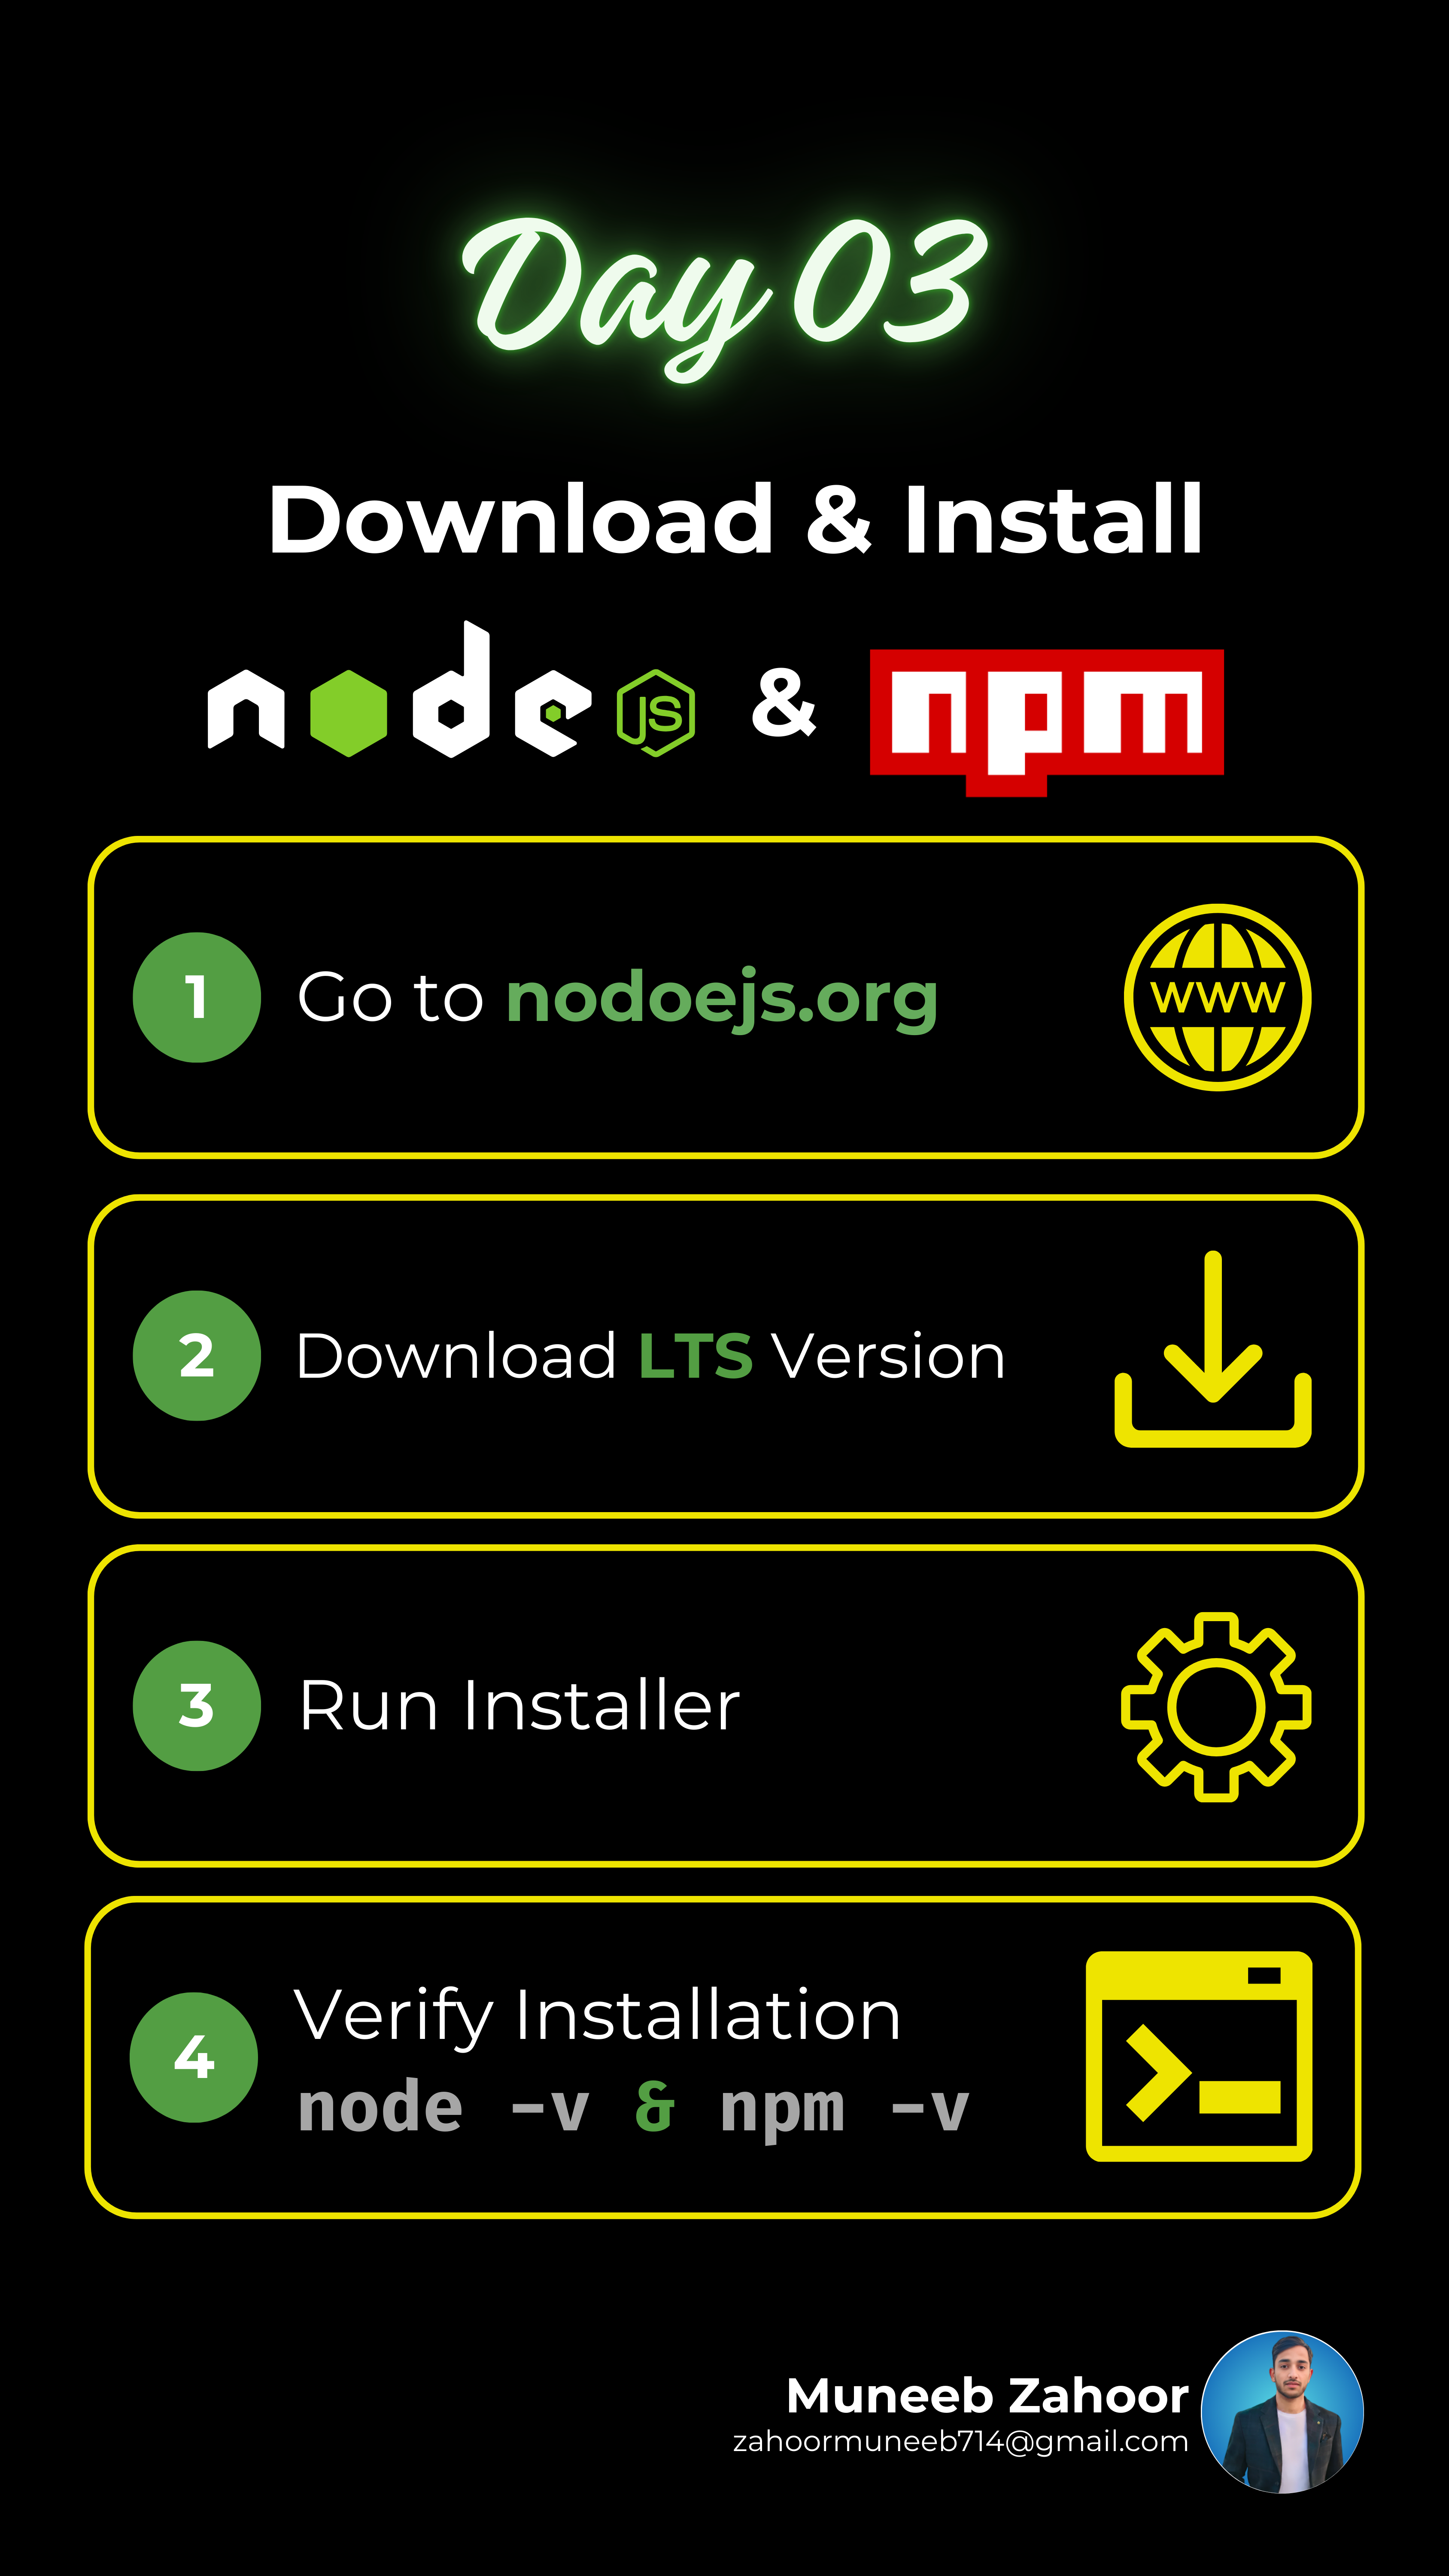 Day 03
Download & Install
node JS & npm
1 Go to nodoejs.org
WWW
2 Download LTS Version
3 Run Installer
4 Verify Installation
node -v & npm -v
Muneeb Zahoor
zahoormuneeb714@gmail.com